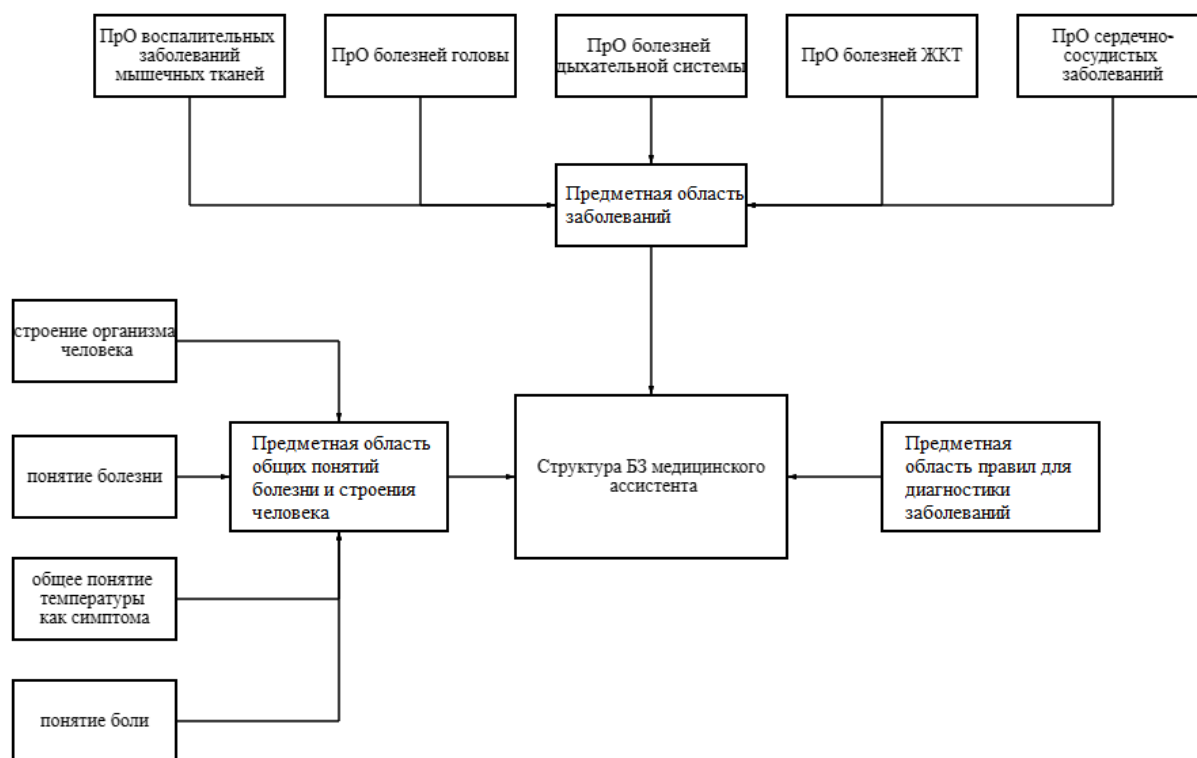 ПрО воспалительных
заболеваний
мышечных тканей
ПрО болезней головы
ПрО болезней
дыхательной системы
ПрО болезней ЖКТ
ПрО сердечно-
сосудистых
заболеваний
Предметная область
заболеваний
строение организма
человека
понятие болезни
общее понятие
температуры
как симптома
понятие боли
Предметная область
общих понятий
болезни и строения
человека
Структура БЗ медицинского
ассистента
Предметная
область правил для
диагностики
заболеваний